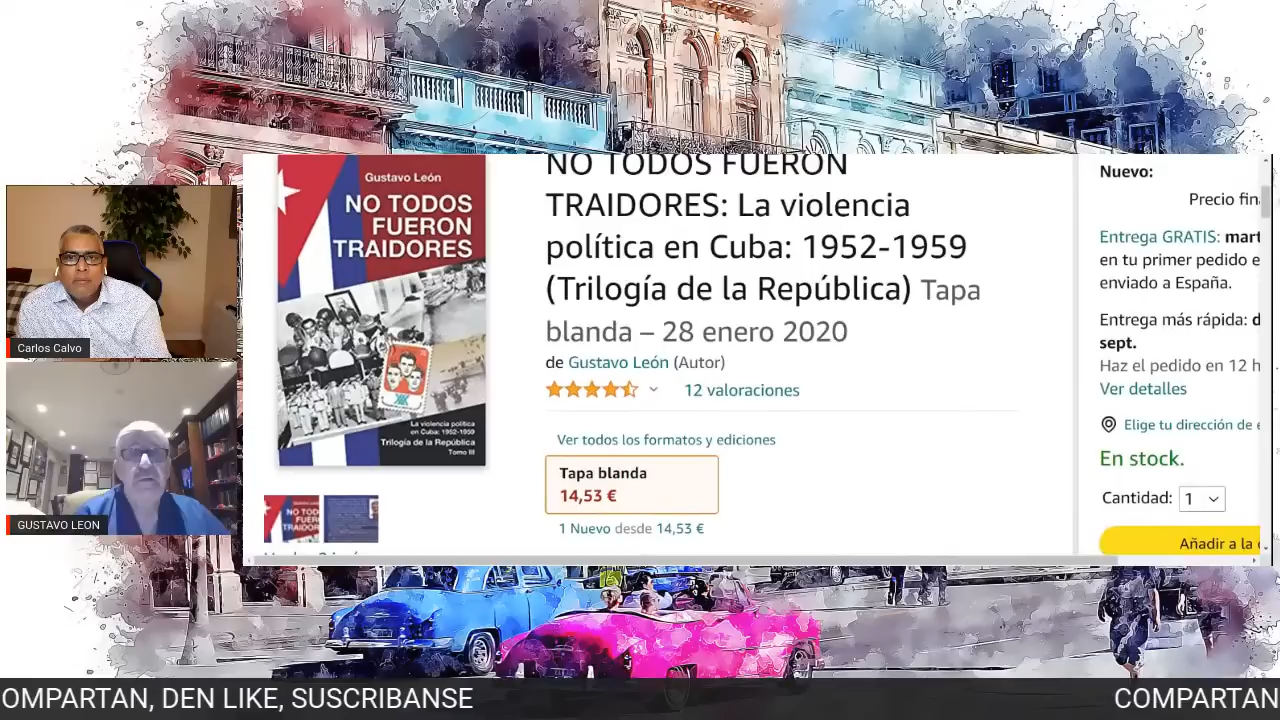 Gustavo León
NO TODOS
FUERON
TRAIDORES
La violencia política
en Cuba: 1952-1959
Trilogía de la República
Tomo III
NO TODOS FUERON
TRAIDORES: La violencia
política en Cuba: 1952-1959
(Trilogía de la República) Tapa
blanda – 28 enero 2020
de Gustavo León (Autor)
12 valoraciones
Ver todos los formatos y ediciones
Tapa blanda
14,53 €
1 Nuevo desde 14,53 €
Nuevo:
Precio fin
Entrega GRATIS: mart
en tu primer pedido e
enviado a España.
Entrega más rápida: d
sept.
Haz el pedido en 12 h
Ver detalles
Elige tu dirección de e
En stock.
Cantidad: 1
Añadir a la
Carlos Calvo
GUSTAVO LEON
OMPARTAN, DEN LIKE, SUSCRIBANSE
COMPARTAN